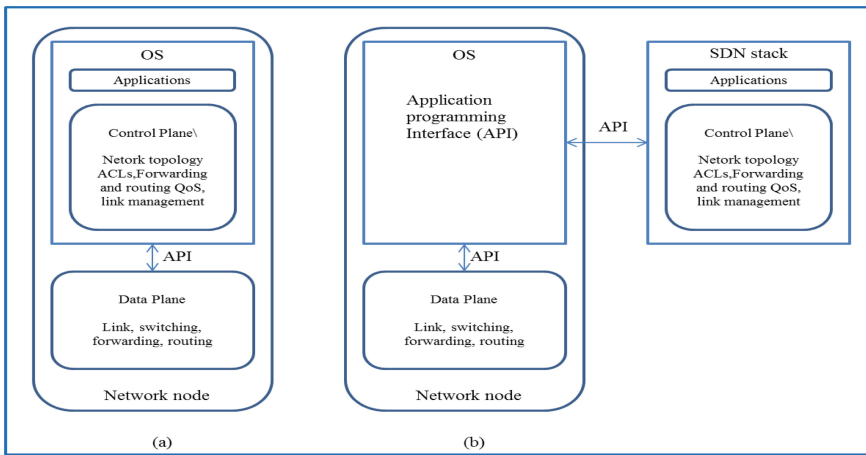 OS
Applications
Control Plane\
Netork topology
ACLs,Forwarding
and routing QoS,
link management
API
Data Plane
Link, switching,
forwarding, routing
Network node
(a)
OS
Application
programming
Interface (API)
API
Data Plane
Link, switching,
forwarding, routing
Network node
(b)
API
SDN stack
Applications
Control Plane\
Netork topology
ACLs,Forwarding
and routing QoS,
link management